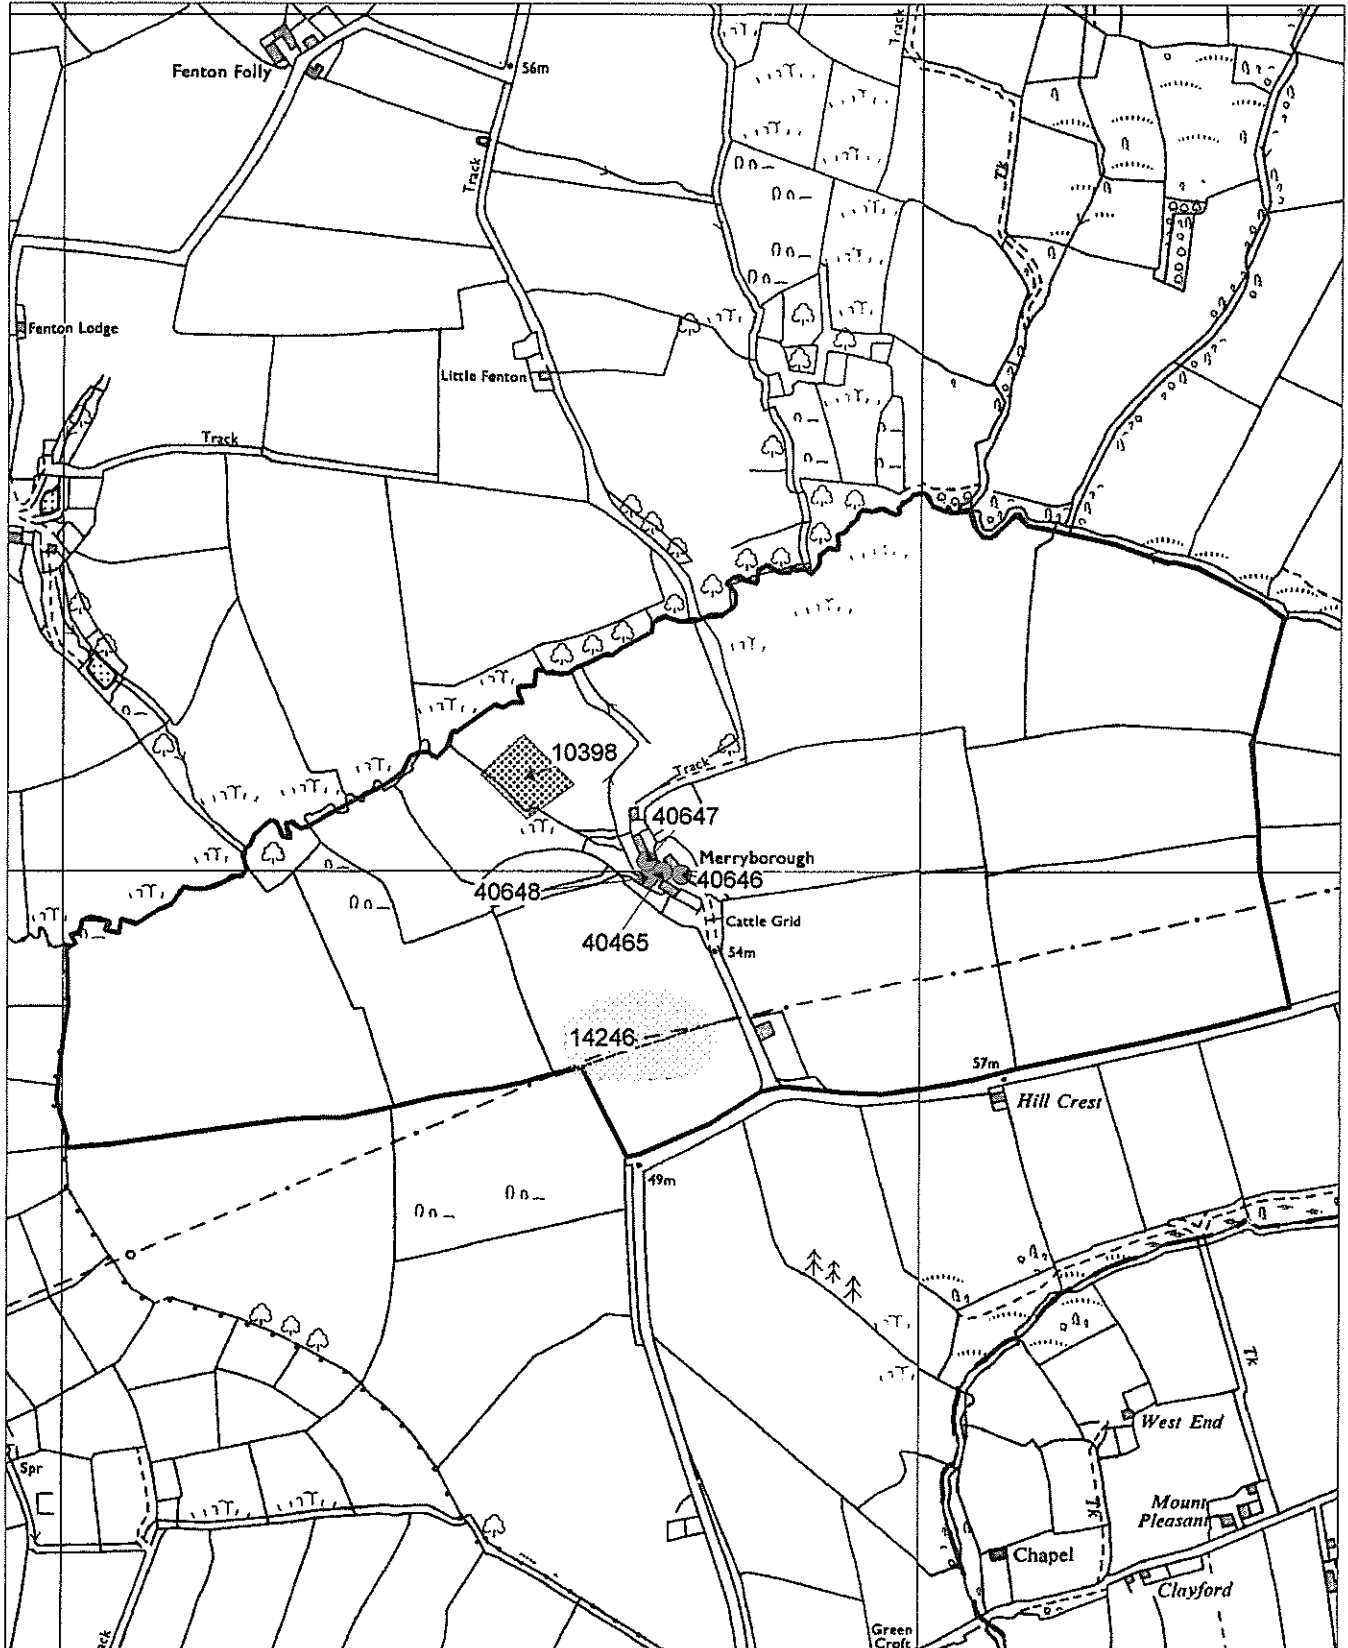 Track
Fenton Folly
56m
Track
Tk
Fenton Lodge
Little Fenton
Track
10398
Track
40647
Merryborough
40646
40648
Cattle Grid
40465
54m
14246
57m
Hill Crest
49m
Tk
West End
Spr
Mount
Pleasant
Tk
Chapel
Clayford
Green
Croft